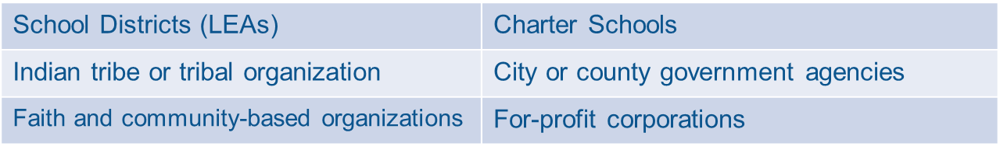 School Districts (LEAs)
Charter Schools
Indian tribe or tribal organization
City or county government agencies
Faith and community-based organizations
For-profit corporations